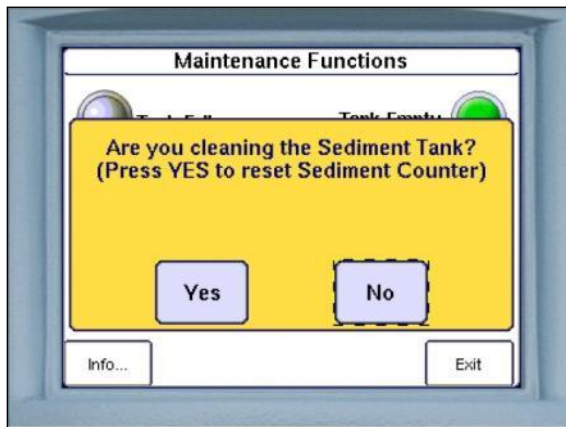 Maintenance Functions
Are you cleaning the Sediment Tank?
(Press YES to reset Sediment Counter)
Yes
No
Info...
Exit